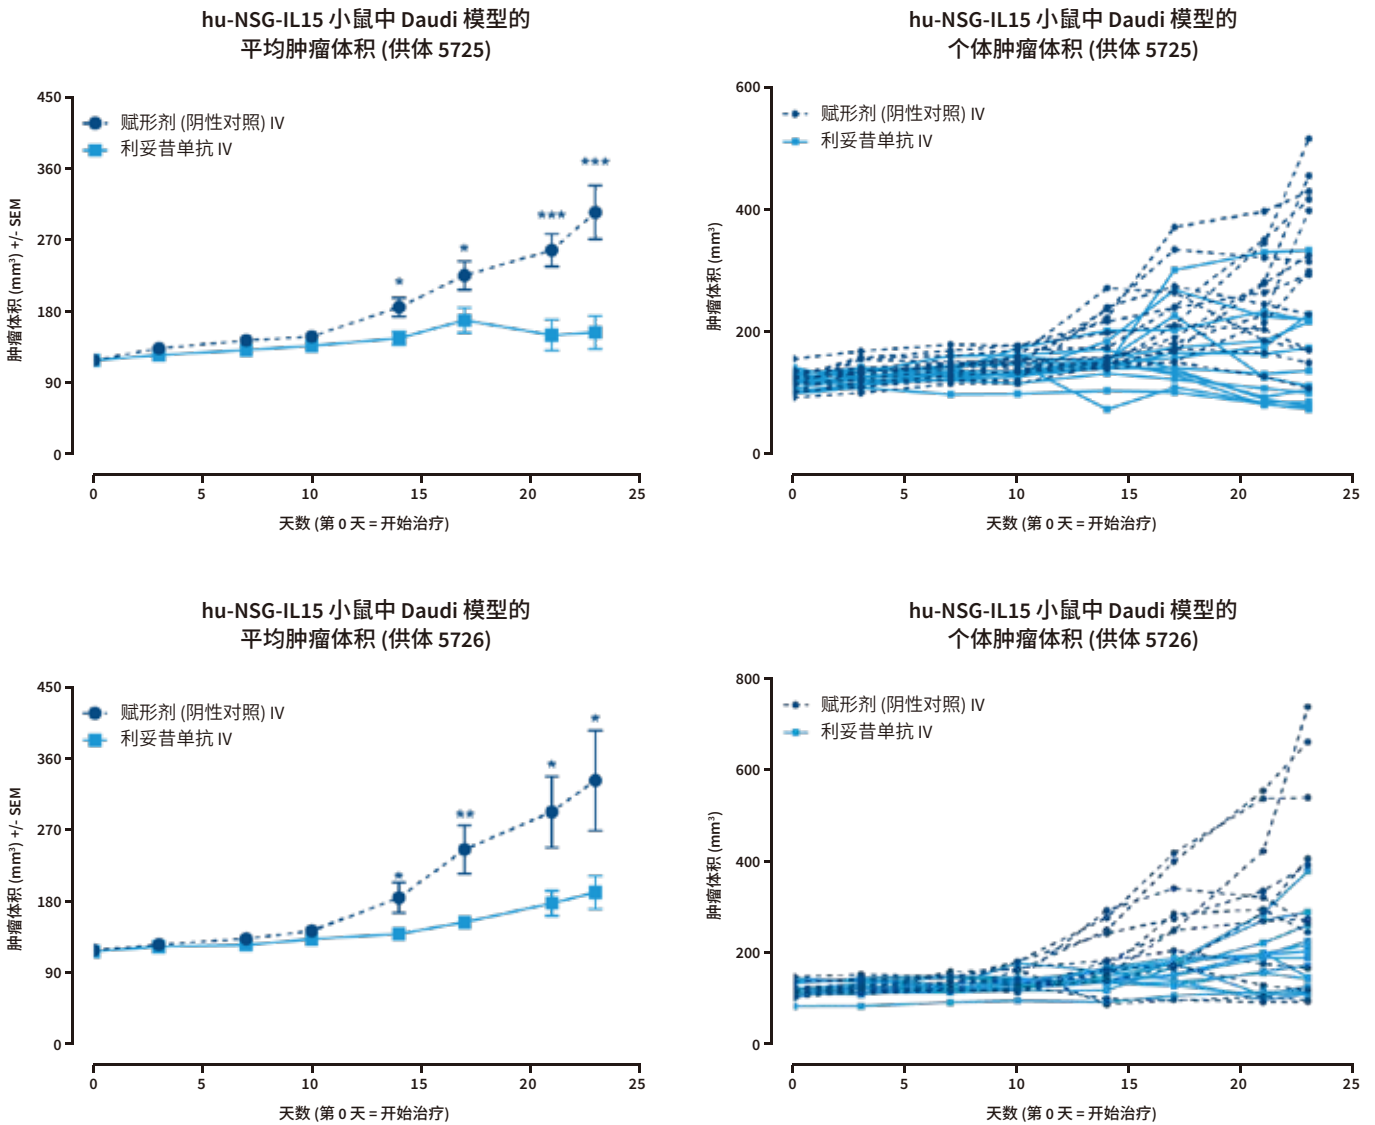 hu-NSG-IL15 小鼠中 Daudi 模型的
平均肿瘤体积 (供体 5725)
450
360
270
180
90
0
肿瘤体积 (mm³) +/- SEM
赋形剂 (阴性对照) IV
利妥昔单抗 IV
*
*
***
***
0 5 10 15 20 25
天数 (第 0 天 = 开始治疗)
hu-NSG-IL15 小鼠中 Daudi 模型的
个体肿瘤体积 (供体 5725)
600
400
200
0
肿瘤体积 (mm³)
赋形剂 (阴性对照) IV
利妥昔单抗 IV
0 5 10 15 20 25
天数 (第 0 天 = 开始治疗)
hu-NSG-IL15 小鼠中 Daudi 模型的
平均肿瘤体积 (供体 5726)
450
360
270
180
90
0
肿瘤体积 (mm³) +/- SEM
赋形剂 (阴性对照) IV
利妥昔单抗 IV
*
**
*
*
0 5 10 15 20 25
天数 (第 0 天 = 开始治疗)
hu-NSG-IL15 小鼠中 Daudi 模型的
个体肿瘤体积 (供体 5726)
800
600
400
200
0
肿瘤体积 (mm³)
赋形剂 (阴性对照) IV
利妥昔单抗 IV
0 5 10 15 20 25
天数 (第 0 天 = 开始治疗)